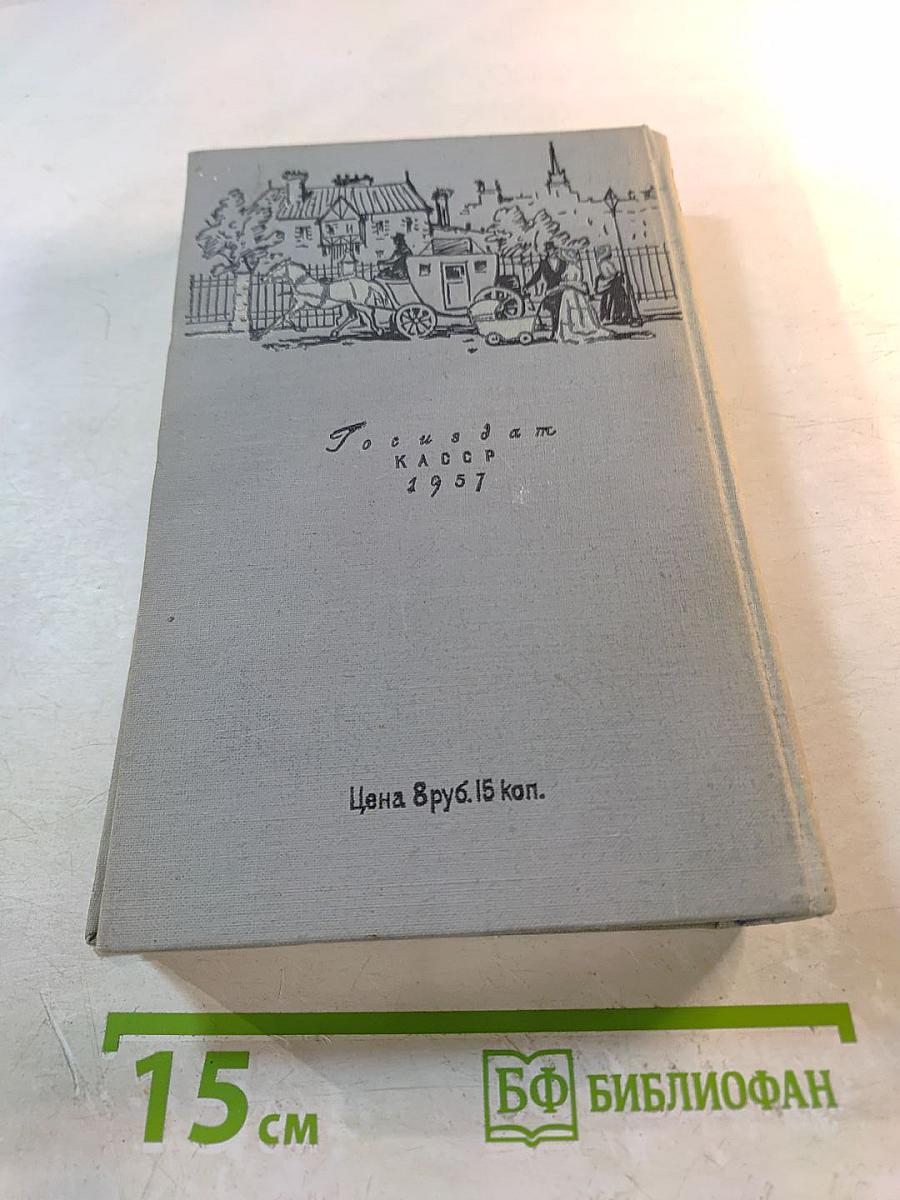 Госиздат
КАССР
1957
Цена 8 руб. 15 коп.
15 см
БФ БИБЛИОФАН